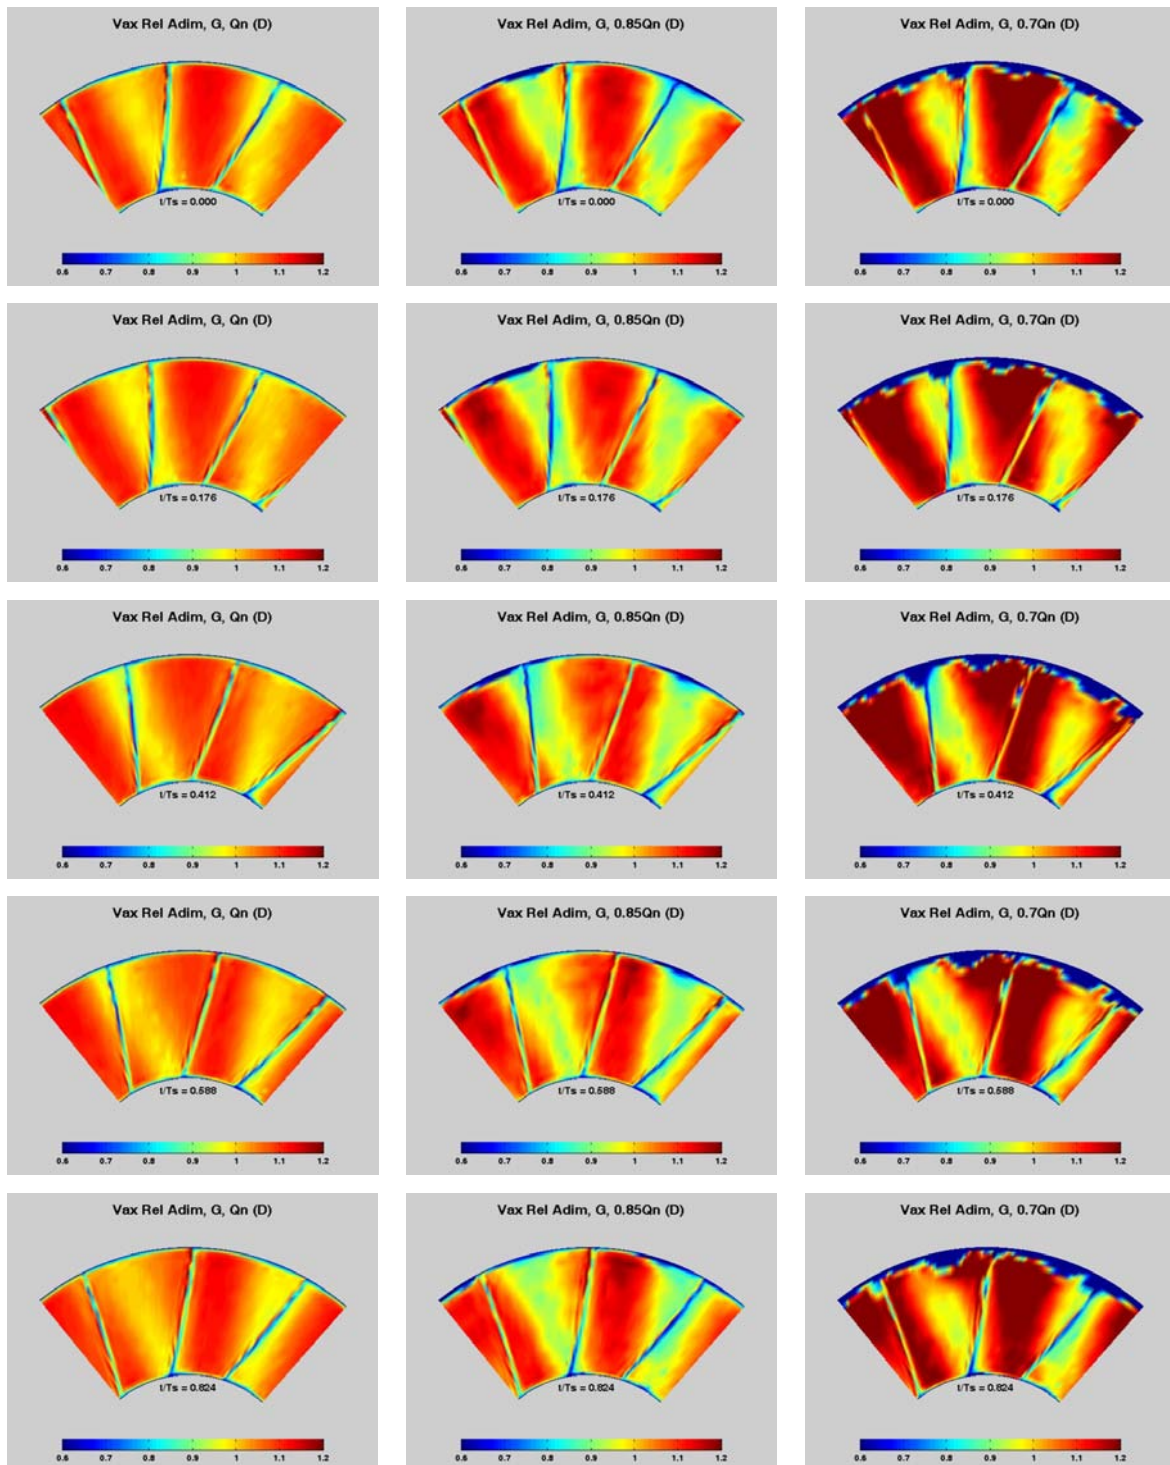 Vax Rel Adim, G, Qn (D)
Vax Rel Adim, G, 0.85Qn (D)
Vax Rel Adim, G, 0.7Qn (D)
t/Ts = 0.000
t/Ts = 0.000
t/Ts = 0.000
0.6 0.7 0.8 0.9 1 1.1 1.2
0.6 0.7 0.8 0.9 1 1.1 1.2
0.6 0.7 0.8 0.9 1 1.1 1.2
Vax Rel Adim, G, Qn (D)
Vax Rel Adim, G, 0.85Qn (D)
Vax Rel Adim, G, 0.7Qn (D)
t/Ts = 0.176
t/Ts = 0.176
t/Ts = 0.176
0.6 0.7 0.8 0.9 1 1.1 1.2
0.6 0.7 0.8 0.9 1 1.1 1.2
0.6 0.7 0.8 0.9 1 1.1 1.2
Vax Rel Adim, G, Qn (D)
Vax Rel Adim, G, 0.85Qn (D)
Vax Rel Adim, G, 0.7Qn (D)
t/Ts = 0.412
t/Ts = 0.412
t/Ts = 0.412
0.6 0.7 0.8 0.9 1 1.1 1.2
0.6 0.7 0.8 0.9 1 1.1 1.2
0.6 0.7 0.8 0.9 1 1.1 1.2
Vax Rel Adim, G, Qn (D)
Vax Rel Adim, G, 0.85Qn (D)
Vax Rel Adim, G, 0.7Qn (D)
t/Ts = 0.588
t/Ts = 0.588
t/Ts = 0.588
0.6 0.7 0.8 0.9 1 1.1 1.2
0.6 0.7 0.8 0.9 1 1.1 1.2
0.6 0.7 0.8 0.9 1 1.1 1.2
Vax Rel Adim, G, Qn (D)
Vax Rel Adim, G, 0.85Qn (D)
Vax Rel Adim, G, 0.7Qn (D)
t/Ts = 0.824
t/Ts = 0.824
t/Ts = 0.824
0.6 0.7 0.8 0.9 1 1.1 1.2
0.6 0.7 0.8 0.9 1 1.1 1.2
0.6 0.7 0.8 0.9 1 1.1 1.2